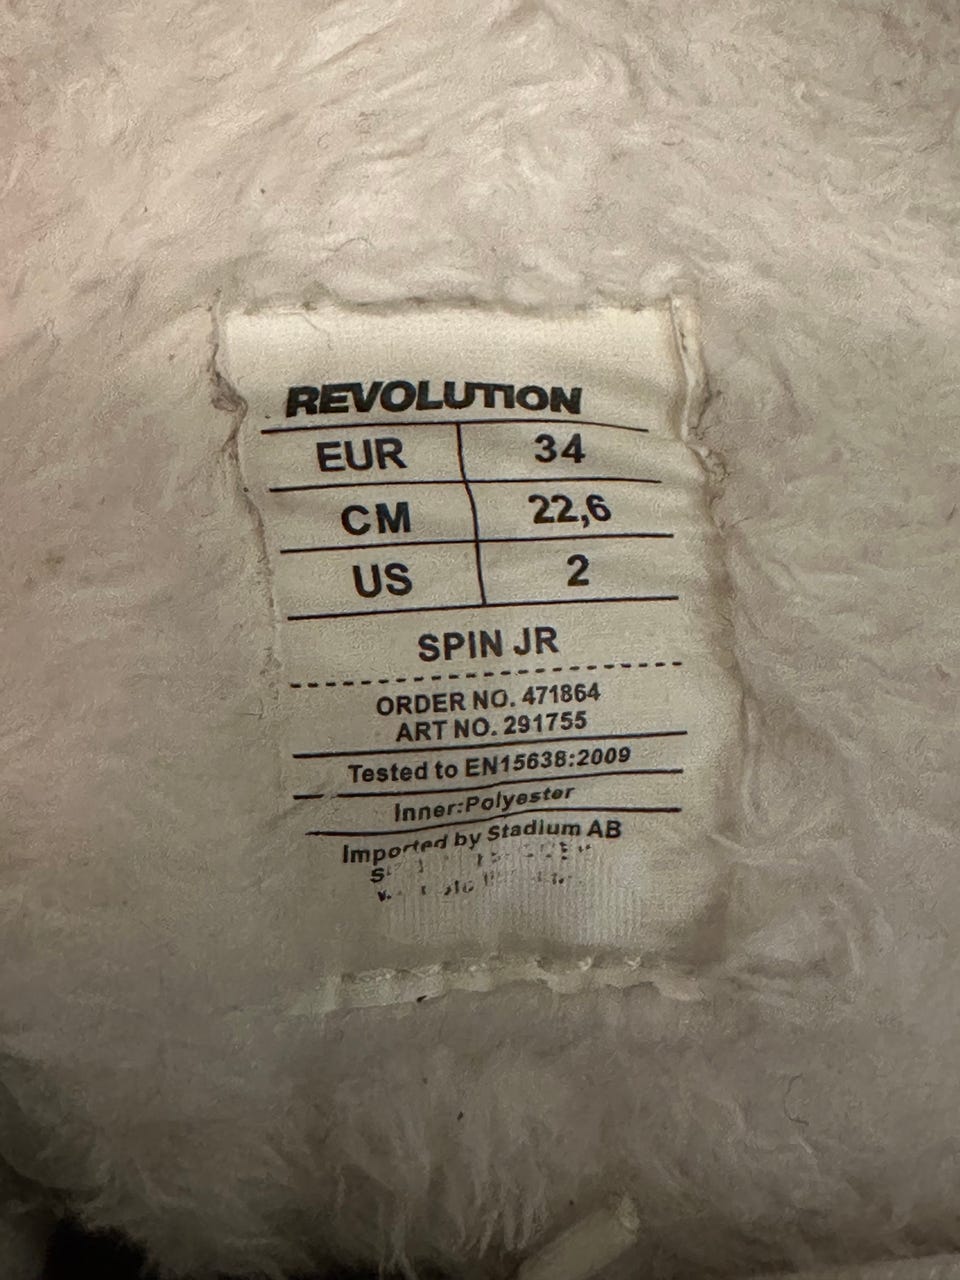 REVOLUTION
EUR 34
CM 22,6
US 2
SPIN JR
ORDER NO. 471864
ART NO. 291755
Tested to EN15638:2009
Inner:Polyester
Imported by Stadium AB